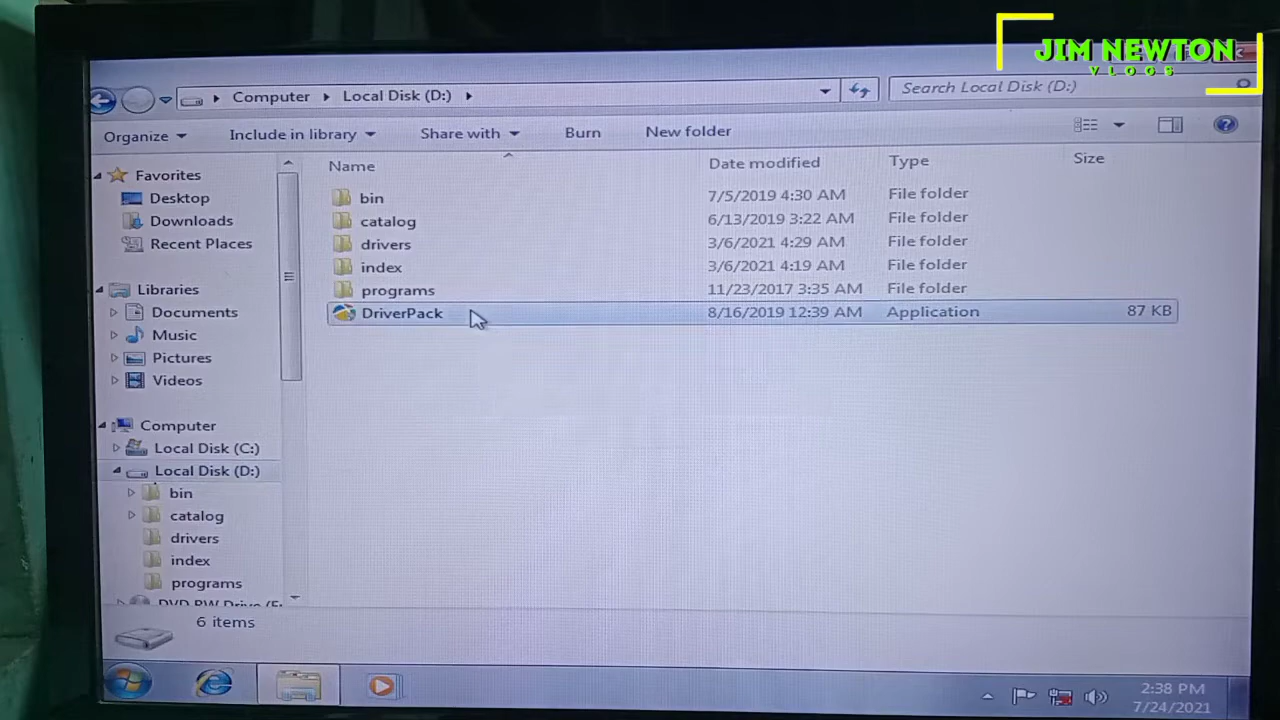 JIM NEWTON
VLOGS
Computer Local Disk (D:)
Search Local Disk (D:)
Organize Include in library Share with Burn New folder
Name Date modified Type Size
bin 7/5/2019 4:30 AM File folder
catalog 6/13/2019 3:22 AM File folder
drivers 3/6/2021 4:29 AM File folder
index 3/6/2021 4:19 AM File folder
programs 11/23/2017 3:35 AM File folder
DriverPack 8/16/2019 12:39 AM Application 87 KB
Favorites
Desktop
Downloads
Recent Places
Libraries
Documents
Music
Pictures
Videos
Computer
Local Disk (C:)
Local Disk (D:)
bin
catalog
drivers
index
programs
DVD RW Drive (E:
6 items
2:38 PM
7/24/2021